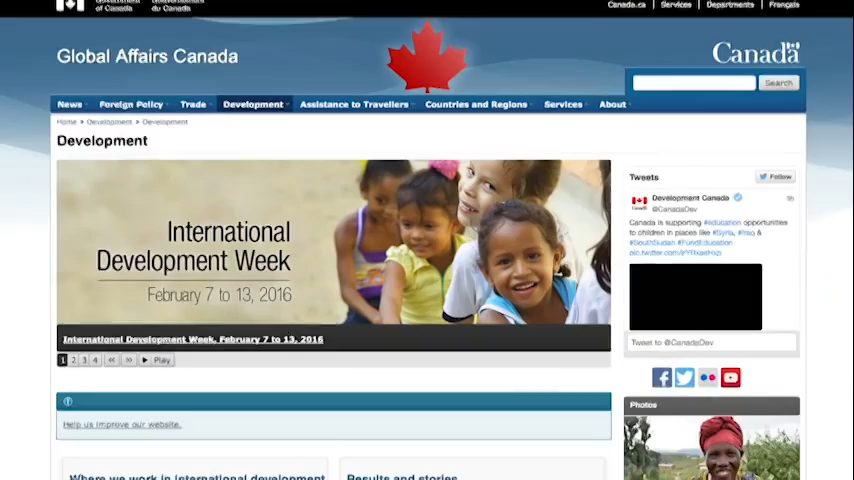 of Canada
du Canada
Canada.ca
Services
Departments
Français
Global Affairs Canada
Canada
Search
News
Foreign Policy
Trade
Development
Assistance to Travellers
Countries and Regions
Services
About
Home > Development > Development
Development
International
Development Week
February 7 to 13, 2016
International Development Week, February 7 to 13, 2016
1 2 3 4 « » ▶ Play
Help us improve our website.
Where we work in international development
Results and stories
Tweets
Follow
Development Canada
@CanadaDev
Canada is supporting #education opportunities
to children in places like #Syria, #Iraq &
#SouthSudan #FundEducation
Tweet to @CanadaDev
Photos